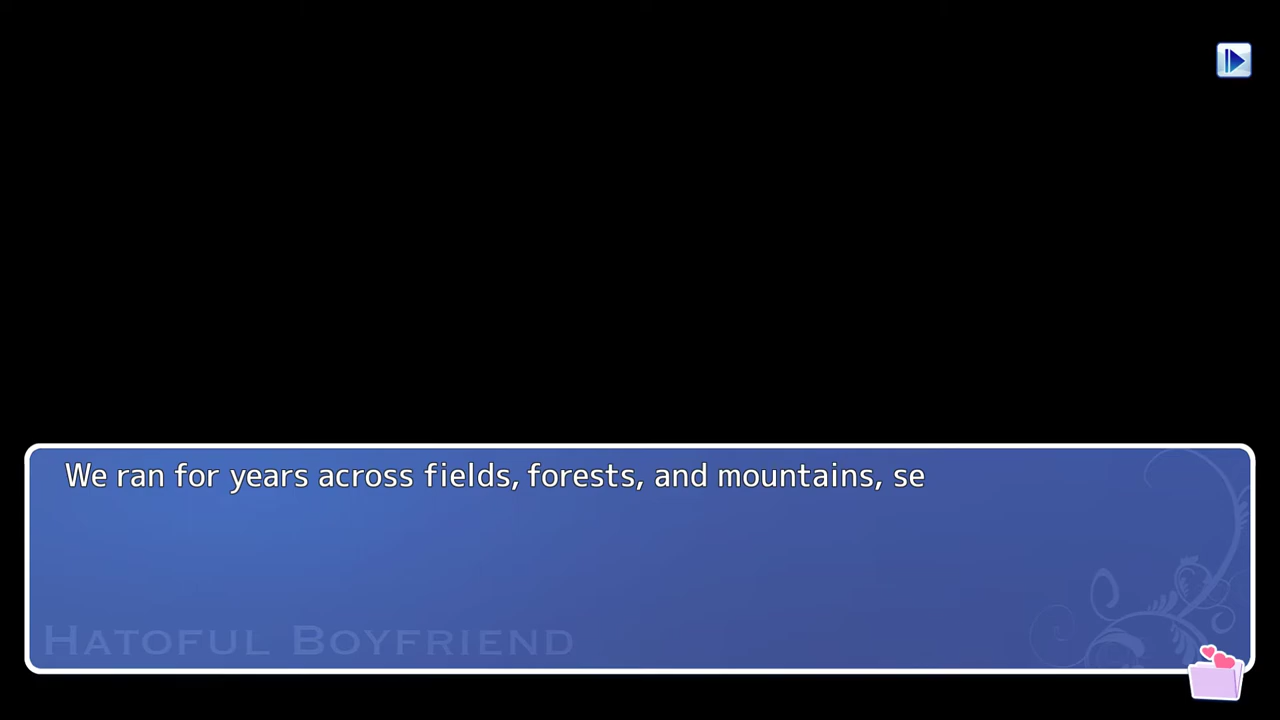 We ran for years across fields, forests, and mountains, se
HATOFUL BOYFRIEND